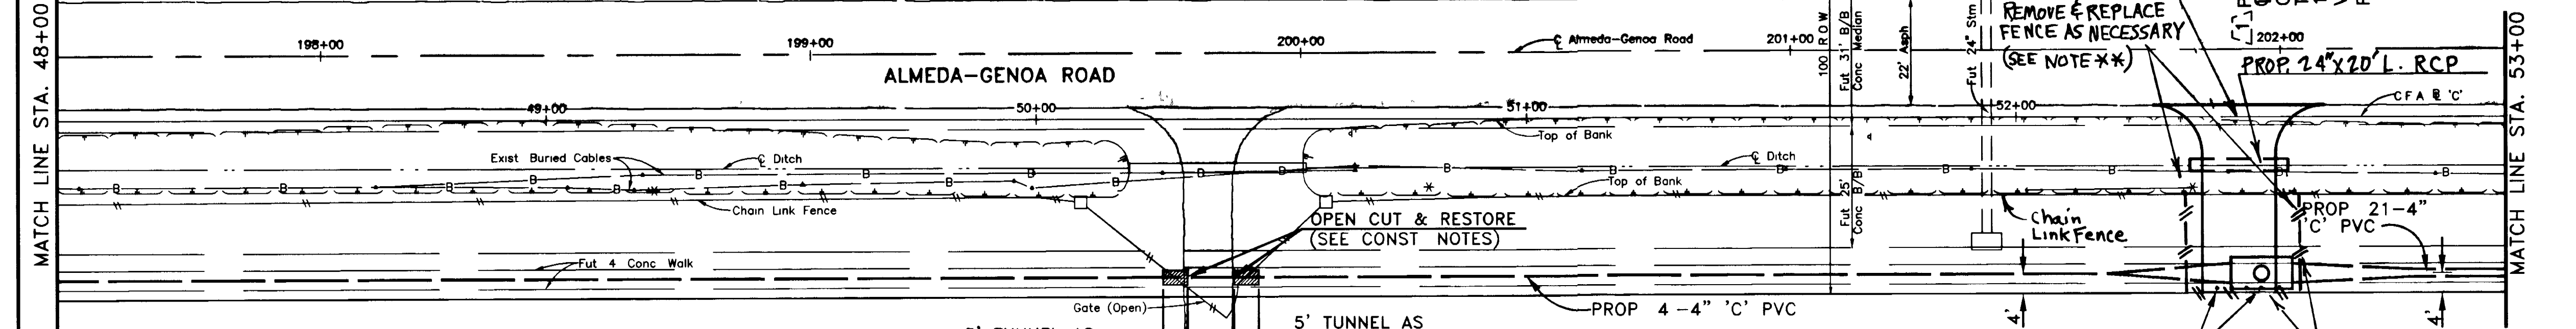 MATCH LINE STA. 48+00
198+00
199+00
200+00
℄ Almeda-Genoa Road
201+00
202+00
ALMEDA-GENOA ROAD
100 ROW
Fut 31' B/B
Conc Median
22' Asph
Fut 24" Stm
REMOVE & REPLACE
FENCE AS NECESSARY
(SEE NOTE **)
PROP. 24"X20' L. RCP
CFA ℄ 'C'
49+00
50+00
51+00
52+00
Top of Bank
Exist Buried Cables
℄ Ditch
℄ Ditch
Top of Bank
Chain Link Fence
Fut 25'
Conc B/B
OPEN CUT & RESTORE
(SEE CONST NOTES)
Chain
Link Fence
PROP 21-4"
'C' PVC
Fut 4 Conc Walk
Gate (Open)
PROP 4-4" 'C' PVC
5' TUNNEL AS
5' TUNNEL AS
4'
4'
MATCH LINE STA. 53+00